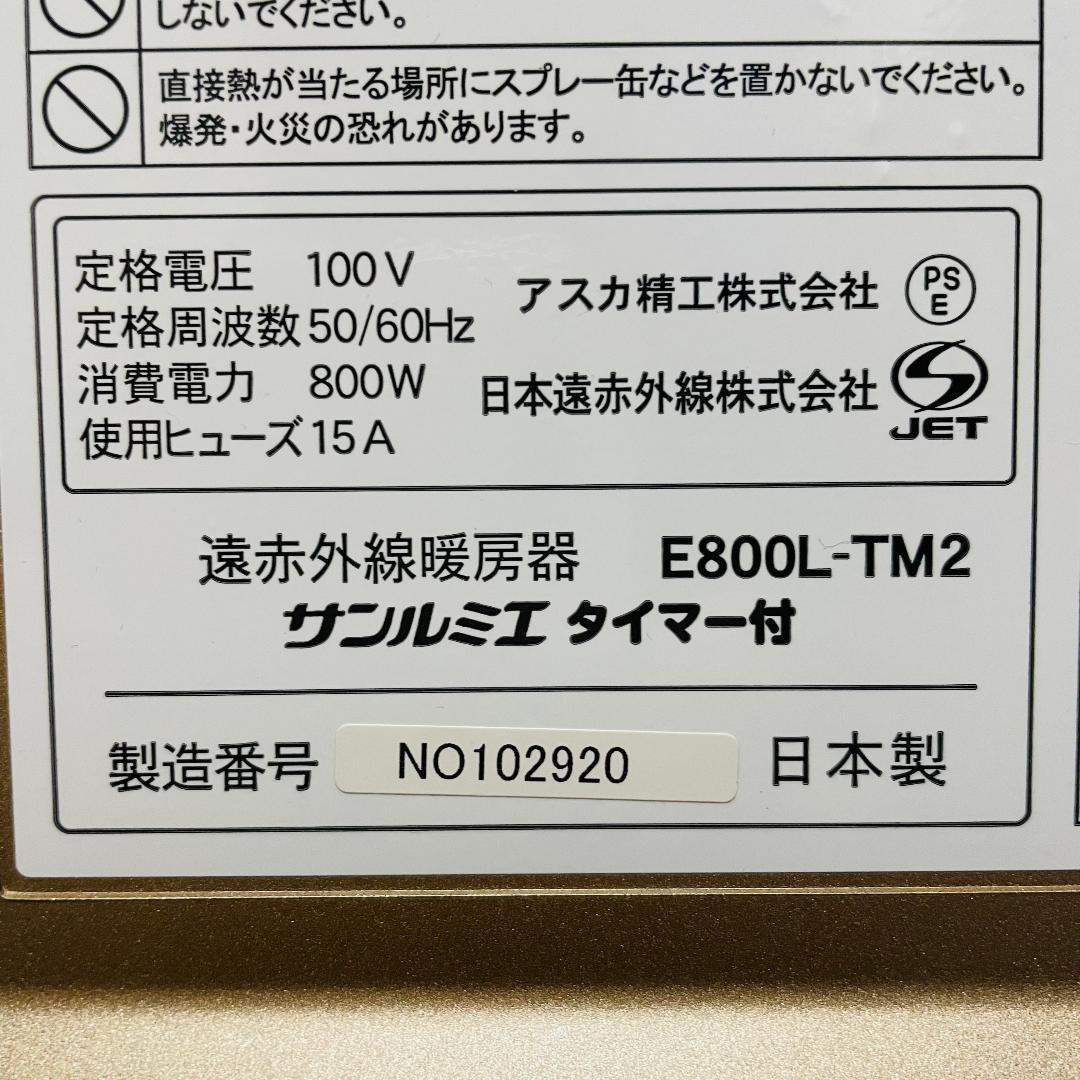 しないでください。
直接熱が当たる場所にスプレー缶などを置かないでください。
爆発・火災の恐れがあります。
定格電圧 100V
定格周波数 50/60Hz
消費電力 800W
使用ヒューズ 15A
アスカ精工株式会社 PSE
日本遠赤外線株式会社 JET
遠赤外線暖房器 E800L-TM2
サンルミエ タイマー付
製造番号 NO102920 日本製